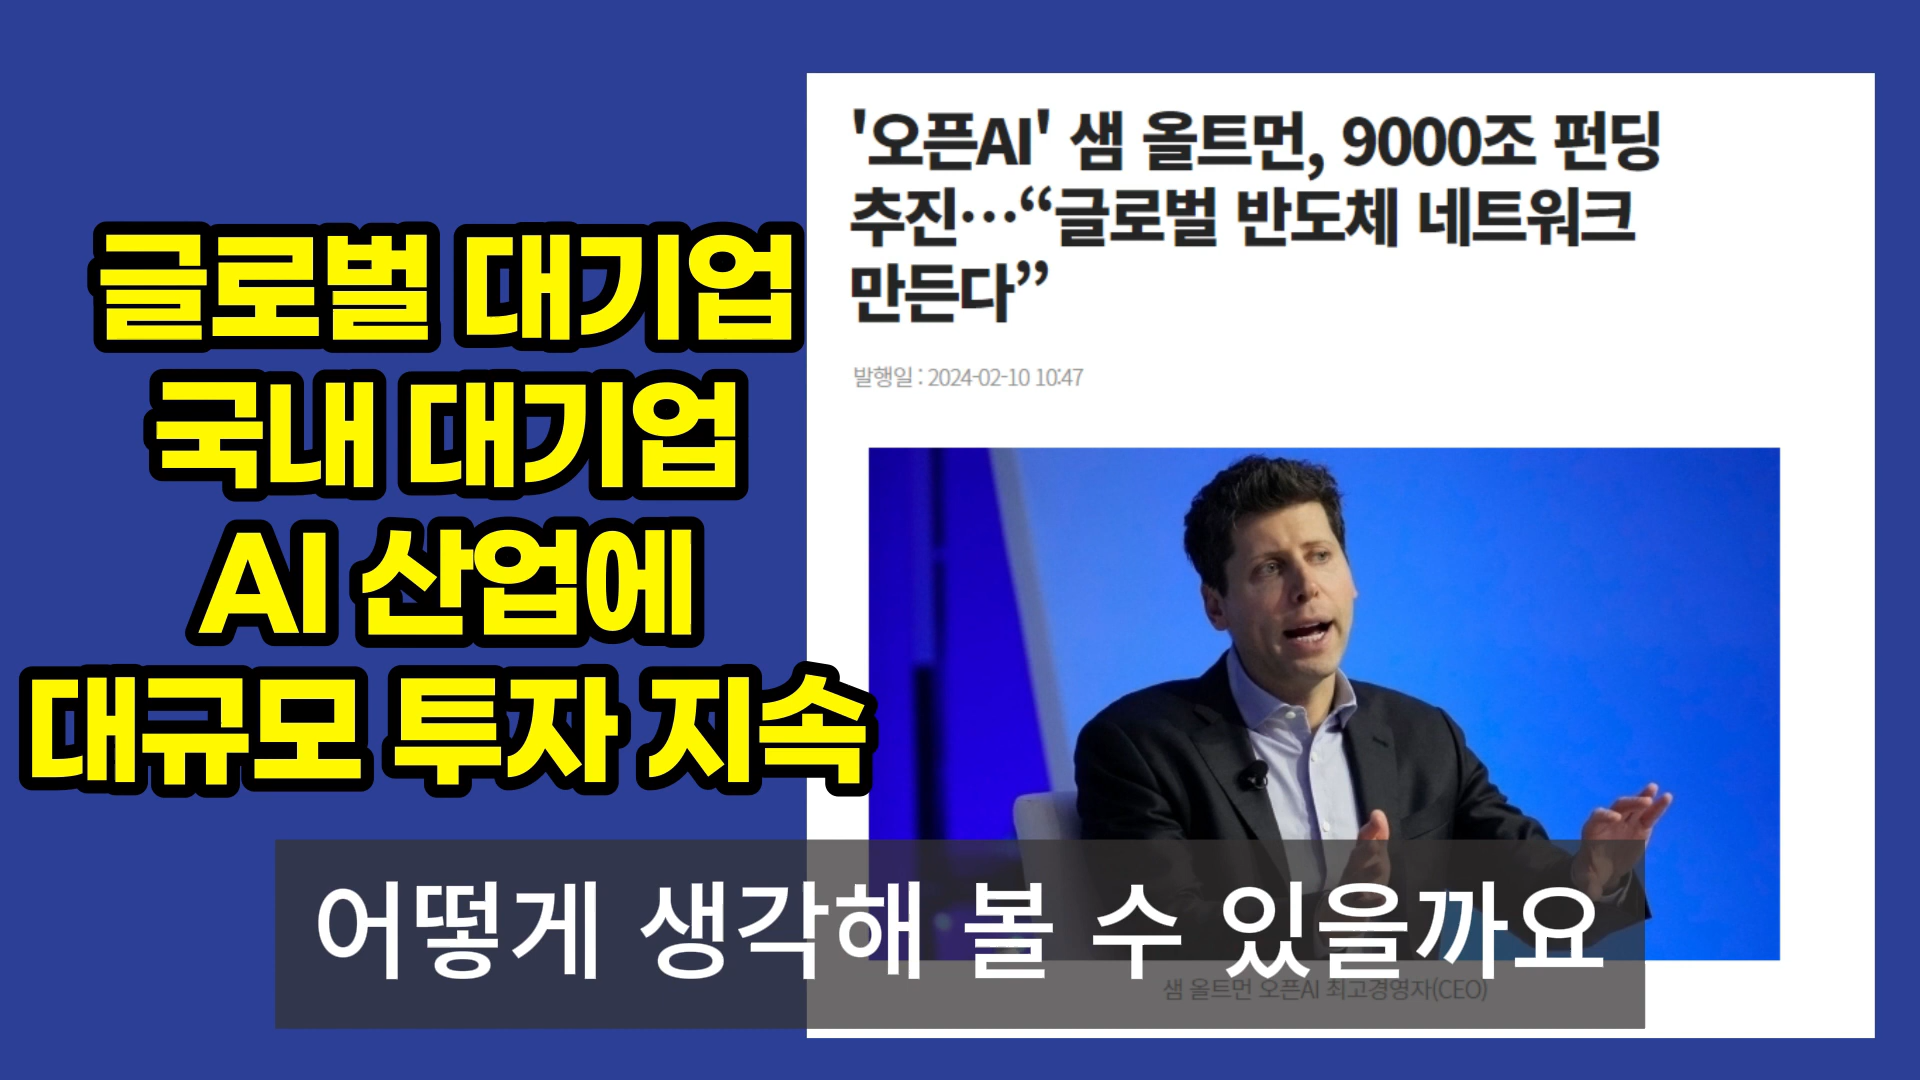 글로벌 대기업
국내 대기업
AI 산업에
대규모 투자 지속
'오픈AI' 샘 올트먼, 9000조 펀딩
추진…“글로벌 반도체 네트워크
만든다”
발행일 : 2024-02-10 10:47
샘 올트먼 오픈AI 최고경영자(CEO)
어떻게 생각해 볼 수 있을까요